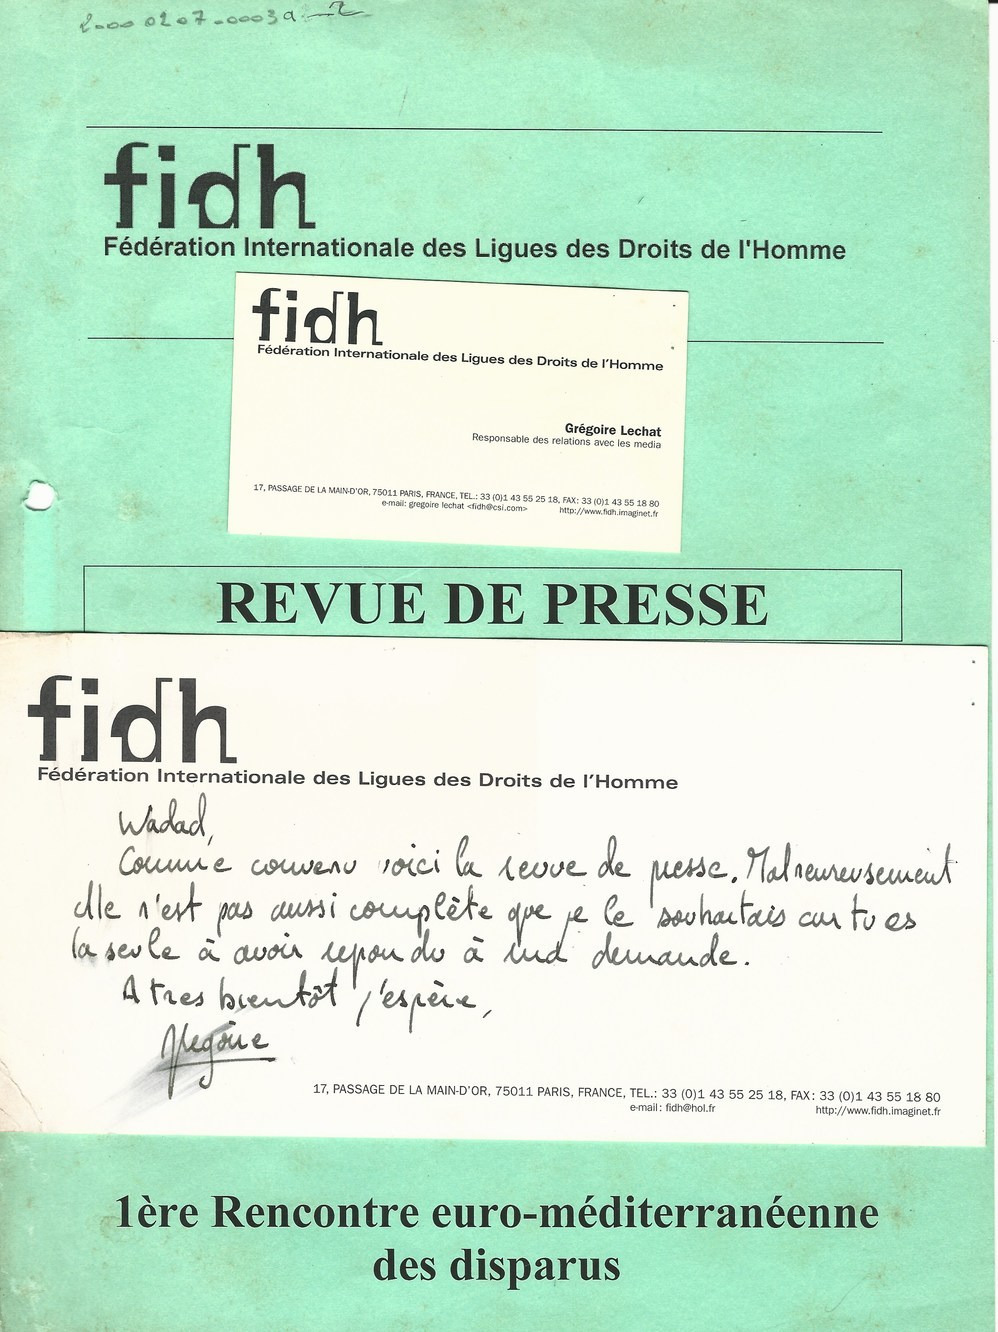 20000207-0003a
fidh
Fédération Internationale des Ligues des Droits de l'Homme
fidh
Fédération Internationale des Ligues des Droits de l'Homme
Grégoire Lechat
Responsable des relations avec les media
17, PASSAGE DE LA MAIN-D'OR, 75011 PARIS, FRANCE, TEL.: 33 (0)1 43 55 25 18, FAX: 33 (0)1 43 55 18 80
e-mail: gregoire lechat <fidh@csi.com> http://www.fidh.imaginet.fr
REVUE DE PRESSE
fidh
Fédération Internationale des Ligues des Droits de l'Homme
Wadad,
Comme convenu voici la revue de presse. Malheureusement
elle n'est pas aussi complète que je le souhaitais car tu es
la seule à avoir repondu à ma demande.
A tres bientôt j'espère,
Grégoire
17, PASSAGE DE LA MAIN-D'OR, 75011 PARIS, FRANCE, TEL.: 33 (0)1 43 55 25 18, FAX: 33 (0)1 43 55 18 80
e-mail: fidh@hol.fr http://www.fidh.imaginet.fr
1ère Rencontre euro-méditerranéenne
des disparus